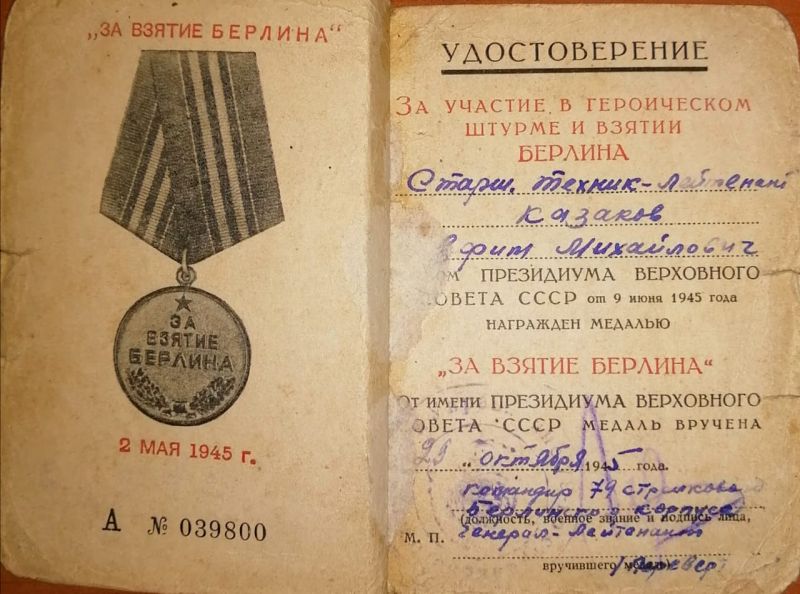 „ЗА ВЗЯТИЕ БЕРЛИНА“
ЗА
ВЗЯТИЕ
БЕРЛИНА
2 МАЯ 1945 г.
А № 039800
УДОСТОВЕРЕНИЕ
ЗА УЧАСТИЕ В ГЕРОИЧЕСКОМ
ШТУРМЕ И ВЗЯТИИ
БЕРЛИНА
Старш. техник-лейтенант
Казаков
Михайлович
ПРЕЗИДИУМА ВЕРХОВНОГО
ОВЕТА СССР от 9 июня 1945 года
НАГРАЖДЕН МЕДАЛЬЮ
„ЗА ВЗЯТИЕ БЕРЛИНА“
От имени ПРЕЗИДИУМА ВЕРХОВНОГО
ОВЕТА СССР МЕДАЛЬ ВРУЧЕНА
„ октября 1945 года.
командир 79 стрелково
Берлинского корпуса
(должность, военное звание и подпись лица,
М. П. генерал-лейтенант
вручившего медаль)